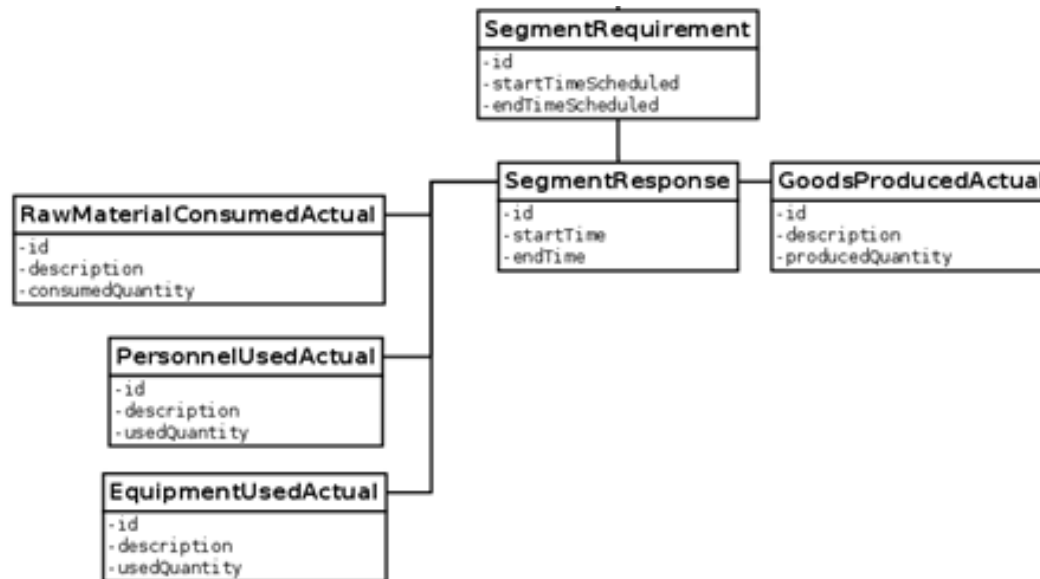 SegmentRequirement
-id
-startTimeScheduled
-endTimeScheduled
SegmentResponse
-id
-startTime
-endTime
GoodsProducedActual
-id
-description
-producedQuantity
RawMaterialConsumedActual
-id
-description
-consumedQuantity
PersonnelUsedActual
-id
-description
-usedQuantity
EquipmentUsedActual
-id
-description
-usedQuantity